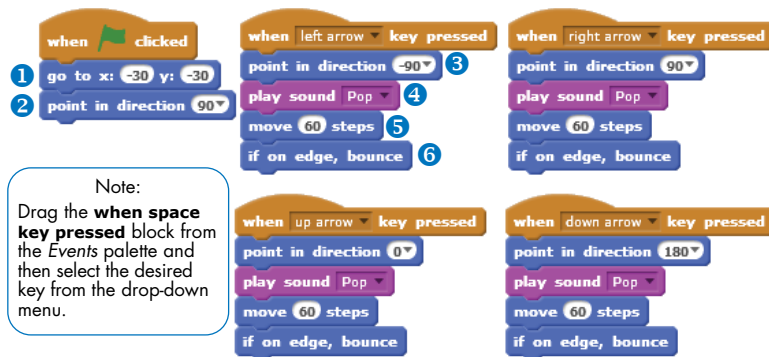 when clicked
1 go to x: -30 y: -30
2 point in direction 90
when left arrow key pressed
point in direction -90 3
play sound Pop 4
move 60 steps 5
if on edge, bounce 6
when right arrow key pressed
point in direction 90
play sound Pop
move 60 steps
if on edge, bounce
Note:
Drag the when space
key pressed block from
the Events palette and
then select the desired
key from the drop-down
menu.
when up arrow key pressed
point in direction 0
play sound Pop
move 60 steps
if on edge, bounce
when down arrow key pressed
point in direction 180
play sound Pop
move 60 steps
if on edge, bounce